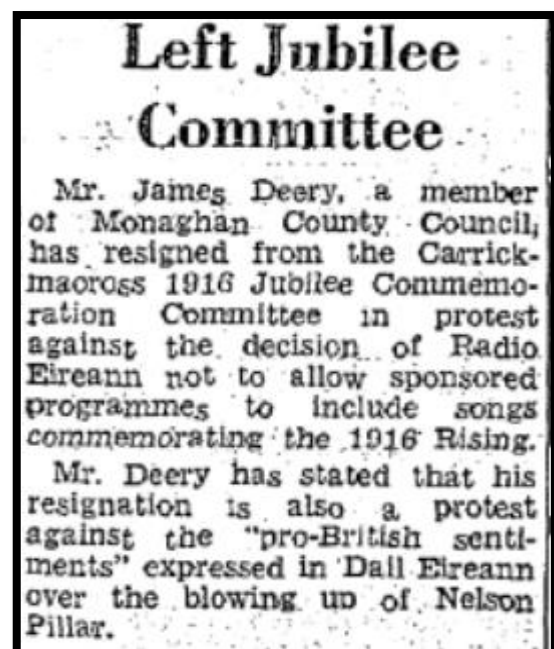 Left Jubilee
Committee
Mr. James Deery, a member
of Monaghan County Council,
has resigned from the Carrick-
macross 1916 Jubilee Commemo-
ration Committee in protest
against the decision of Radio
Eireann not to allow sponsored
programmes to include songs
commemorating the 1916 Rising.
Mr. Deery has stated that his
resignation is also a protest
against the "pro-British senti-
ments" expressed in Dail Eireann
over the blowing up of Nelson
Pillar.